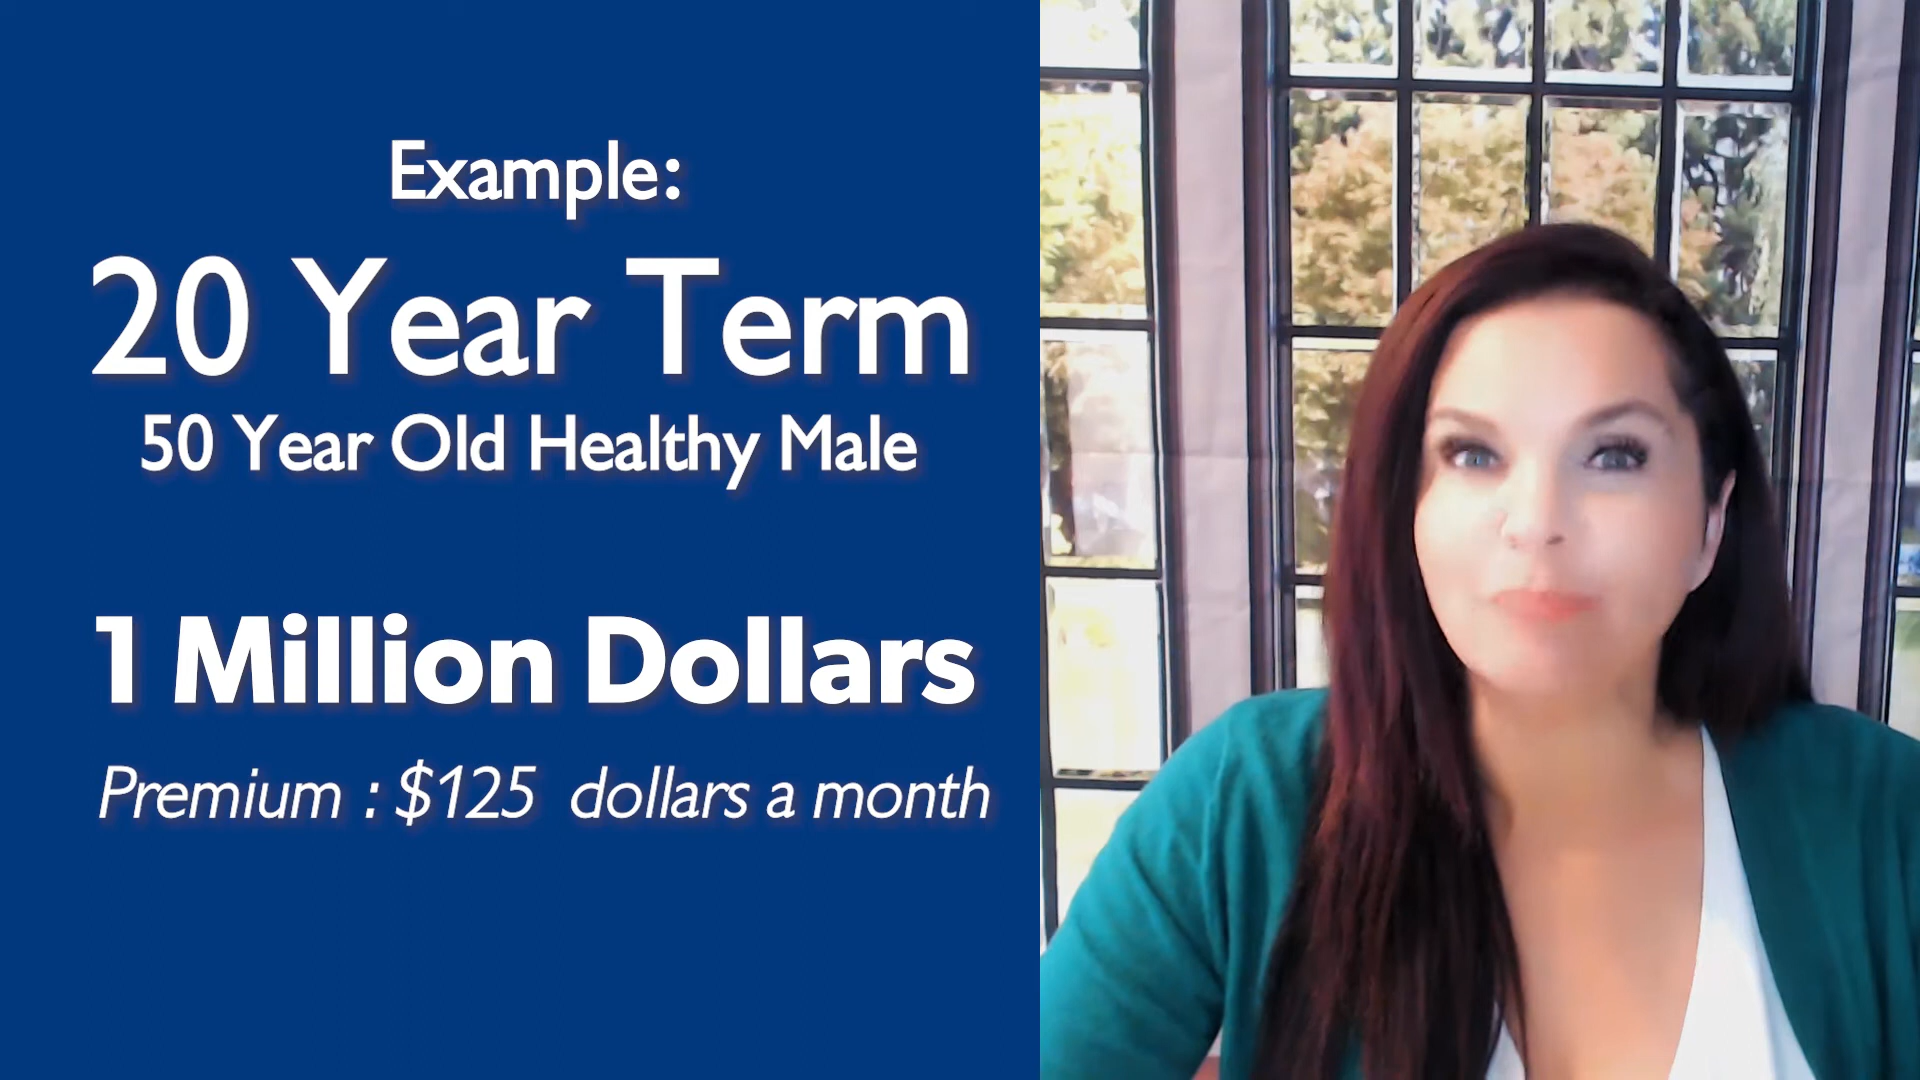 Example:
20 Year Term
50 Year Old Healthy Male
1 Million Dollars
Premium : $125 dollars a month